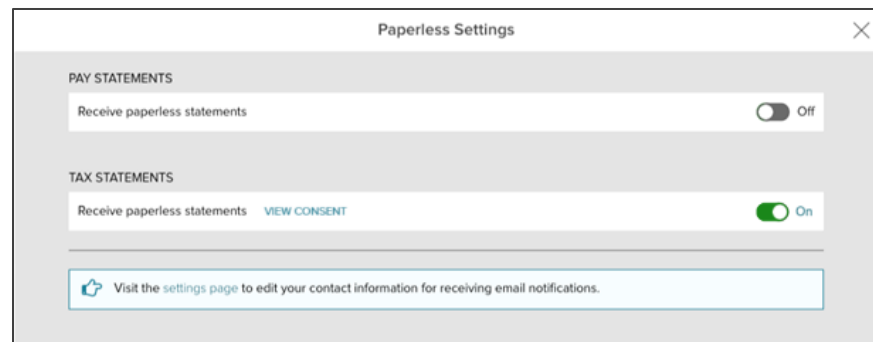 Paperless Settings
PAY STATEMENTS
Receive paperless statements Off
TAX STATEMENTS
Receive paperless statements VIEW CONSENT On
Visit the settings page to edit your contact information for receiving email notifications.